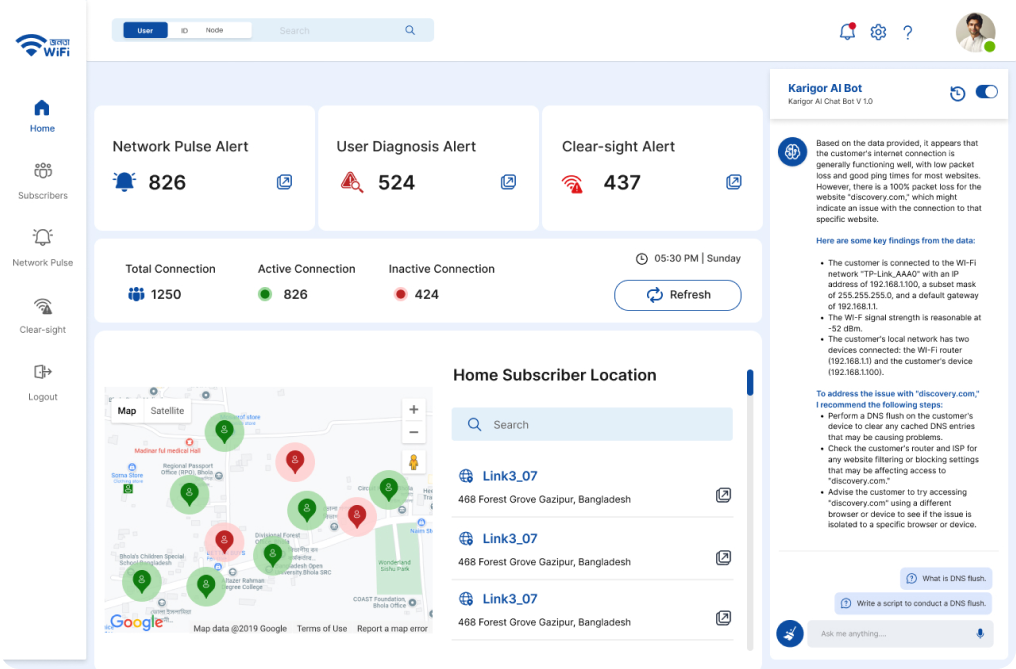 জনতা
WiFi
User
ID
Node
Search
Home
Subscribers
Network Pulse
Clear-sight
Logout
Network Pulse Alert
826
User Diagnosis Alert
524
Clear-sight Alert
437
Total Connection
1250
Active Connection
826
Inactive Connection
424
05:30 PM | Sunday
Refresh
Map
Satellite
Madinar ful medical Hall
Regional Passport
Office (RPO), Bhola
Coming soon
Divisional Forest
Bhola's Children Special
School Bangladesh
Wonderland
Sishu Park
COAST Foundation,
Bhola Office
Google
Map data @2019 Google
Terms of Use
Report a map error
Home Subscriber Location
Search
Link3_07
468 Forest Grove Gazipur, Bangladesh
Link3_07
468 Forest Grove Gazipur, Bangladesh
Link3_07
468 Forest Grove Gazipur, Bangladesh
Karigor AI Bot
Karigor AI Chat Bot V 1.0
Based on the data provided, it appears that
the customer's internet connection is
generally functioning well, with low packet
loss and good ping times for most websites.
However, there is a 100% packet loss for the
website "discovery.com," which might
indicate an issue with the connection to that
specific website.
Here are some key findings from the data:
• The customer is connected to the WI-Fi
network "TP-Link_AAA0" with an IP
address of 192.168.1.100, a subset mask
of 255.255.255.0, and a default gateway
of 192.168.1.1.
• The WI-F signal strength is reasonable at
-52 dBm.
• The customer's local network has two
devices connected: the WI-Fi router
(192.168.1.1) and the customer's device
(192.168.1.100).
To address the issue with "discovery.com,"
I recommend the following steps:
• Perform a DNS flush on the customer's
device to clear any cached DNS entries
that may be causing problems.
• Check the customer's router and ISP for
any website filtering or blocking settings
that may be affecting access to
"discovery.com."
• Advise the customer to try accessing
"discovery.com" using a different
browser or device to see if the issue is
isolated to a specific browser or device.
What is DNS flush.
Write a script to conduct a DNS flush.
Ask me anything....